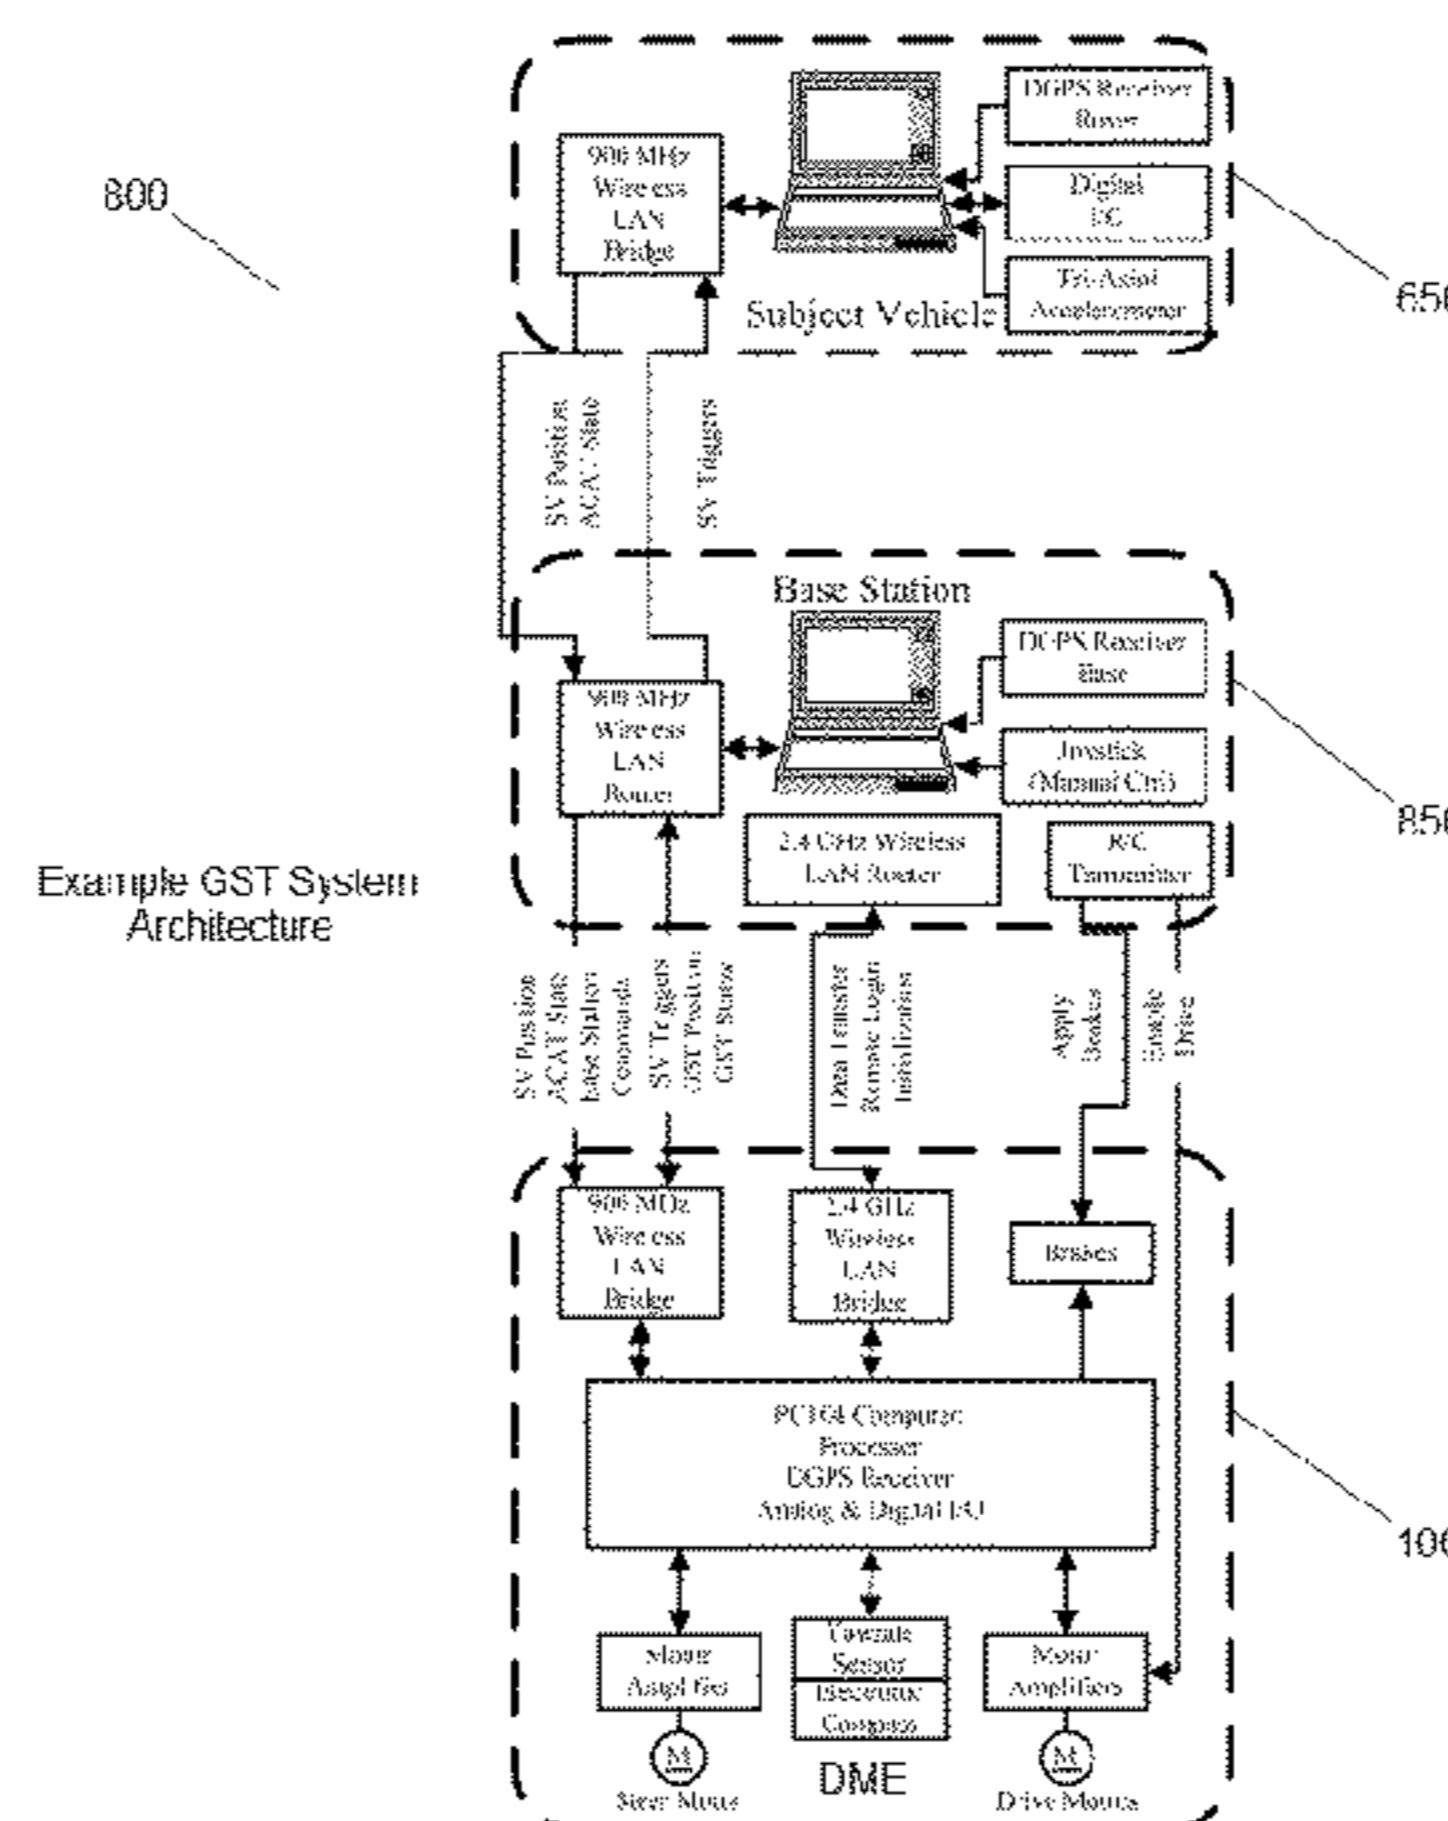 800
DGPS Receiver
Rover
900 MHz
Wireless
LAN
Bridge
Digital
I/O
Tri-Axial
Accelerometer
Subject Vehicle
SV Position
ACAT State
SV Triggers
Base Station
DGPS Receiver
Base
900 MHz
Wireless
LAN
Router
Joystick
(Manual Ctrl)
2.4 GHz Wireless
LAN Router
R/C
Transmitter
Example GST System
Architecture
SV Position
ACAT State
Base Station
Commands
SV Triggers
GST Position
GST Status
Data Transfer
Remote Login
Initialization
Apply
Brakes
Enable
Drive
900 MHz
Wireless
LAN
Bridge
2.4 GHz
Wireless
LAN
Bridge
Brakes
PC104 Computer
Processor
DGPS Receiver
Analog & Digital I/O
Motor
Amplifier
Yawrate
Sensor
Electronic
Compass
Motor
Amplifiers
M
M
DME
Steer Motor
Drive Motors